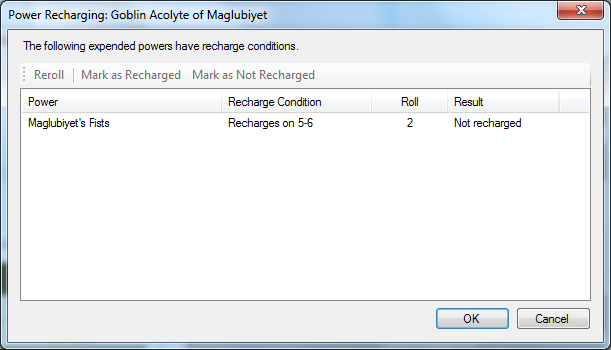 Power Recharging: Goblin Acolyte of Maglubiyet
The following expended powers have recharge conditions.
Reroll Mark as Recharged Mark as Not Recharged
Power Recharge Condition Roll Result
Maglubiyet's Fists Recharges on 5-6 2 Not recharged
OK Cancel